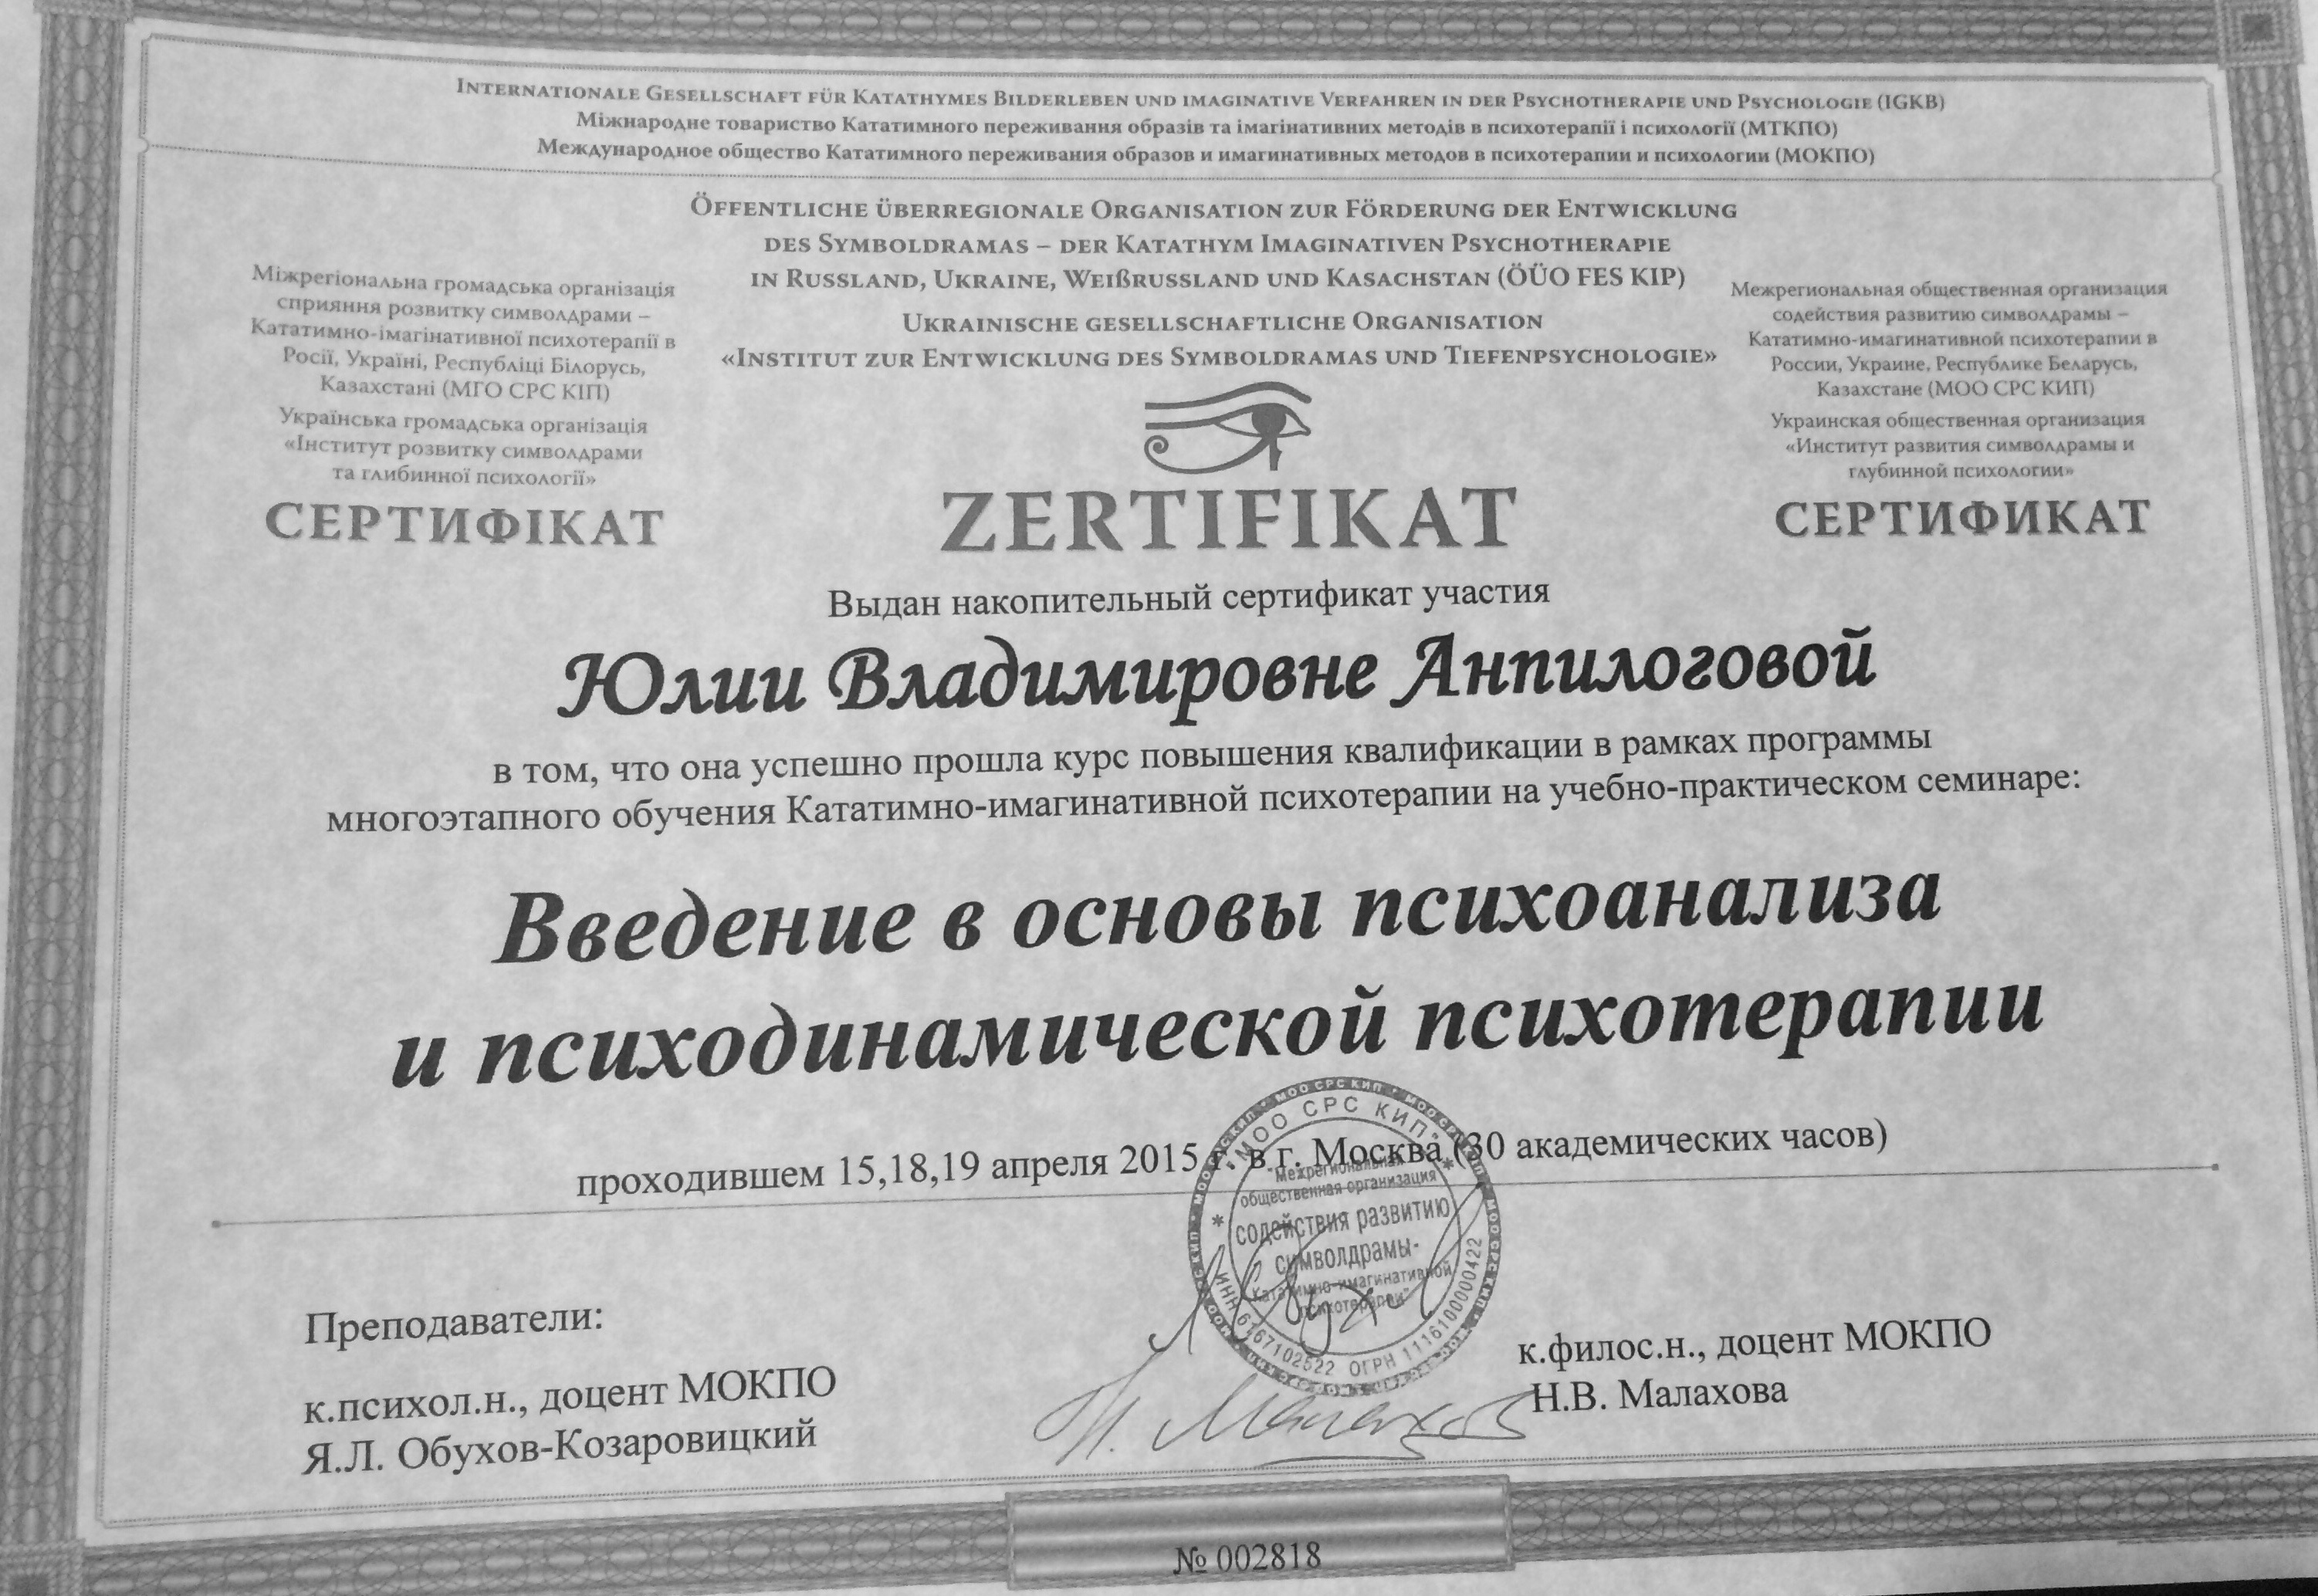 INTERNATIONALE GESELLSCHAFT FÜR KATATHYMES BILDERLEBEN UND IMAGINATIVE VERFAHREN IN DER PSYCHOTHERAPIE UND PSYCHOLOGIE (IGKB)
Міжнародне товариство Кататимного переживання образів та імагінативних методів в психотерапії і психології (МТКПО)
Международное общество Кататимного переживания образов и имагинативных методов в психотерапии и психологии (МОКПО)
ÖFFENTLICHE ÜBERREGIONALE ORGANISATION ZUR FÖRDERUNG DER ENTWICKLUNG
DES SYMBOLDRAMAS – DER KATATHYM IMAGINATIVEN PSYCHOTHERAPIE
IN RUSSLAND, UKRAINE, WEIßRUSSLAND UND KASACHSTAN (ÖÜO FES KIP)
UKRAINISCHE GESELLSCHAFTLICHE ORGANISATION
«INSTITUT ZUR ENTWICKLUNG DES SYMBOLDRAMAS UND TIEFENPSYCHOLOGIE»
Міжрегіональна громадська організація
сприяння розвитку символдрами –
Кататимно-імагінативної психотерапії в
Росії, Україні, Республіці Білорусь,
Казахстані (МГО СРС КІП)
Українська громадська організація
«Інститут розвитку символдрами
та глибинної психології»
СЕРТИФІКАТ
ZERTIFIKAT
Межрегиональная общественная организация
содействия развитию символдрамы –
Кататимно-имагинативной психотерапии в
России, Украине, Республике Беларусь,
Казахстане (МОО СРС КИП)
Украинская общественная организация
«Институт развития символдрамы и
глубинной психологии»
СЕРТИФИКАТ
Выдан накопительный сертификат участия
Юлии Владимировне Анпилоговой
в том, что она успешно прошла курс повышения квалификации в рамках программы
многоэтапного обучения Кататимно-имагинативной психотерапии на учебно-практическом семинаре:
Введение в основы психоанализа
и психодинамической психотерапии
проходившем 15,18,19 апреля 2015 г. в г. Москва (30 академических часов)
"МОО СРС КИП"
"Межрегиональная
общественная организация
содействия развитию
символдрамы-
Кататимно-имагинативной
психотерапии"
ИНН 6167102522 ОГРН 1116100000422
Преподаватели:
к.психол.н., доцент МОКПО
Я.Л. Обухов-Козаровицкий
Н. Малахов
к.филос.н., доцент МОКПО
Н.В. Малахова
№ 002818